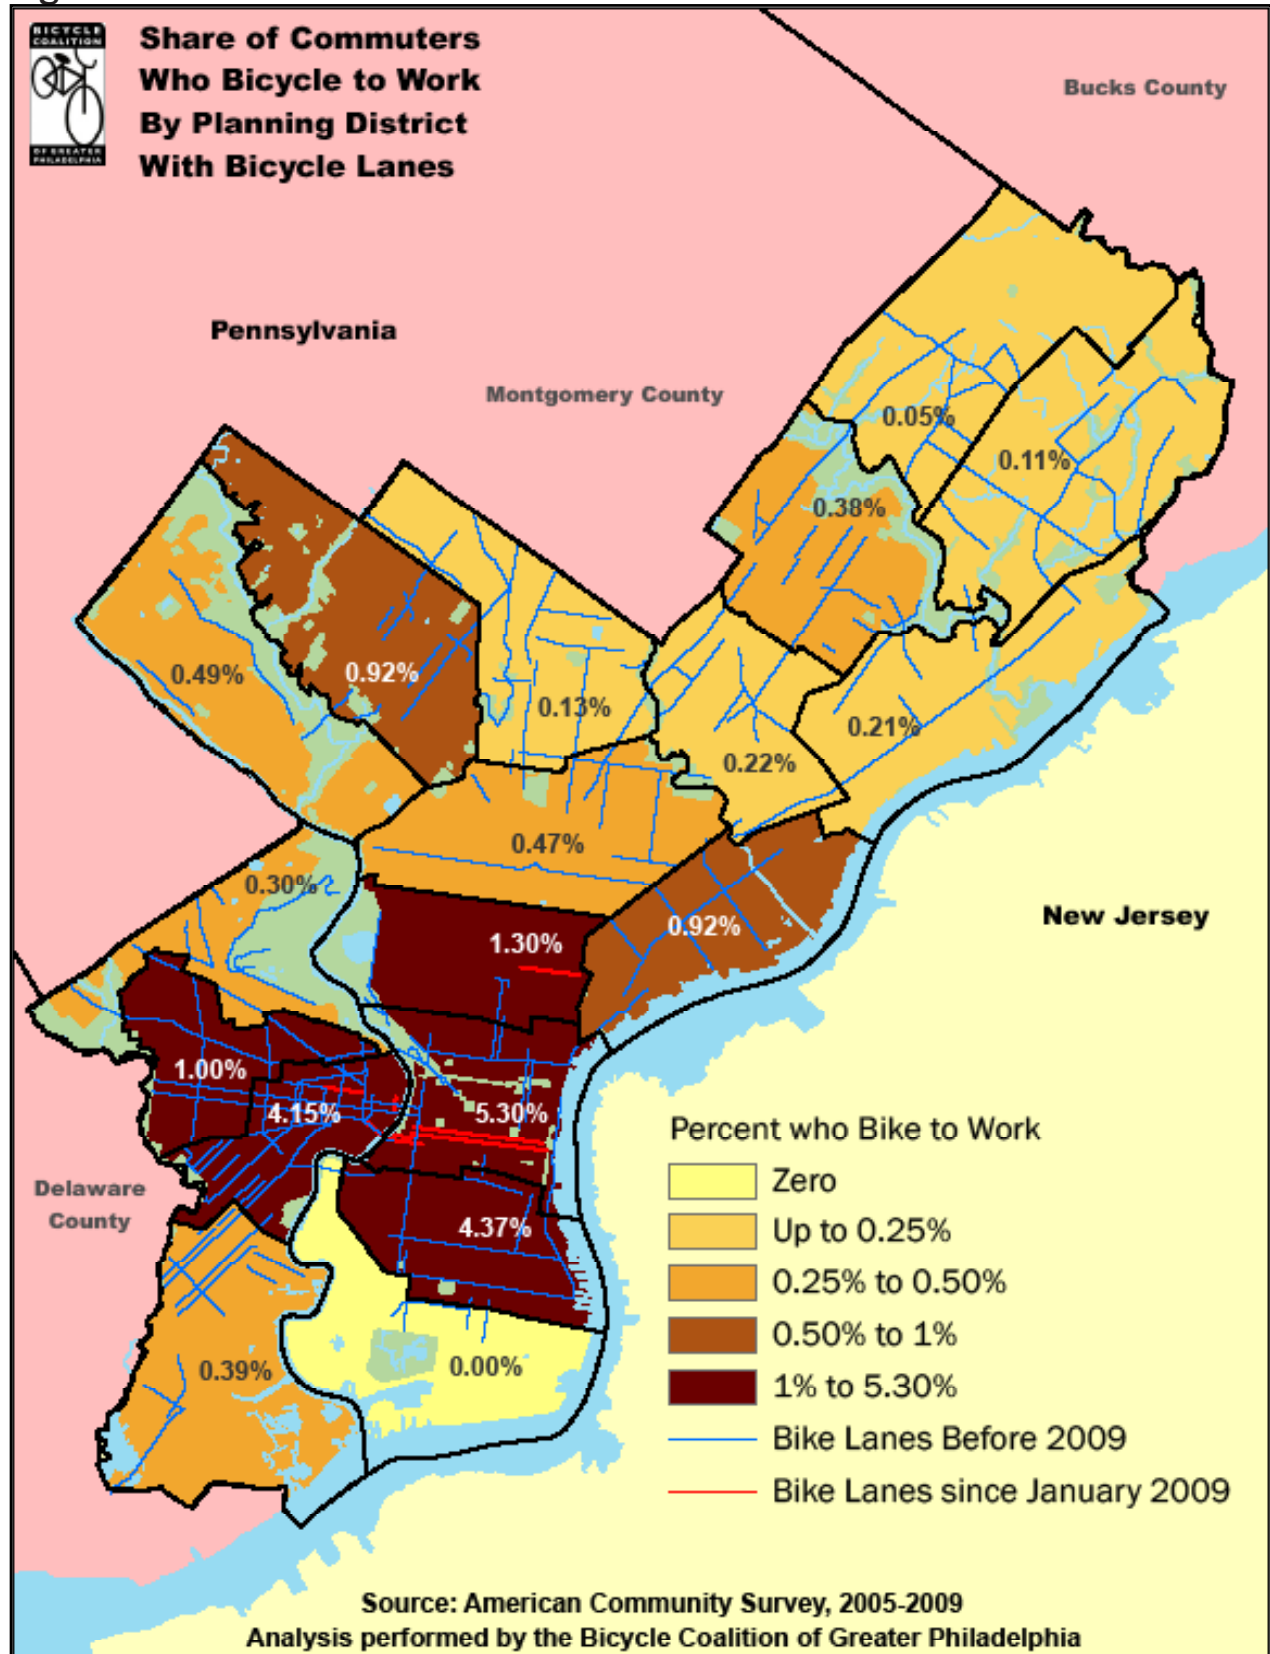 BICYCLE
COALITION
OF GREATER
PHILADELPHIA
Share of Commuters
Who Bicycle to Work
By Planning District
With Bicycle Lanes
Bucks County
Pennsylvania
Montgomery County
0.05%
0.11%
0.38%
0.49%
0.92%
0.13%
0.21%
0.22%
0.47%
0.30%
0.92%
1.30%
New Jersey
1.00%
4.15%
5.30%
Delaware
County
4.37%
0.39%
0.00%
Percent who Bike to Work
Zero
Up to 0.25%
0.25% to 0.50%
0.50% to 1%
1% to 5.30%
Bike Lanes Before 2009
Bike Lanes since January 2009
Source: American Community Survey, 2005-2009
Analysis performed by the Bicycle Coalition of Greater Philadelphia